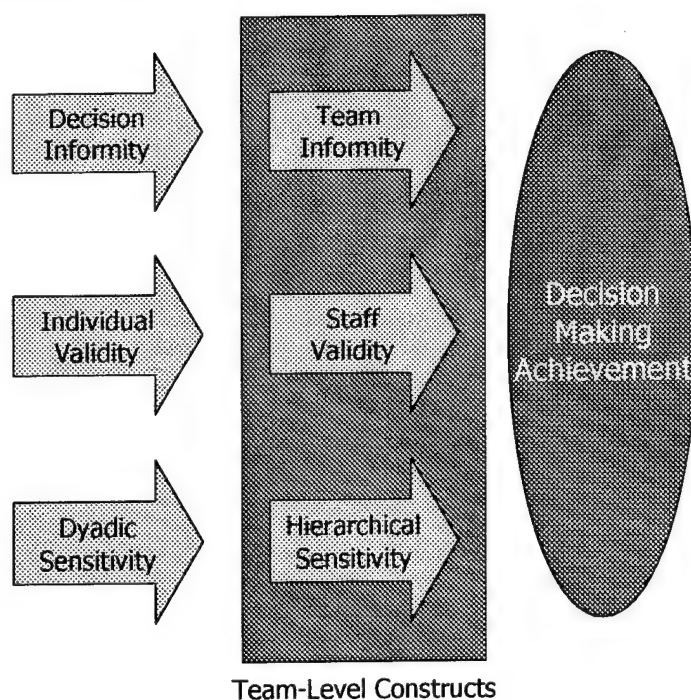 Decision
Informity
Team
Informity
Individual
Validity
Staff
Validity
Decision
Making
Achievement
Dyadic
Sensitivity
Hierarchical
Sensitivity
Team-Level Constructs